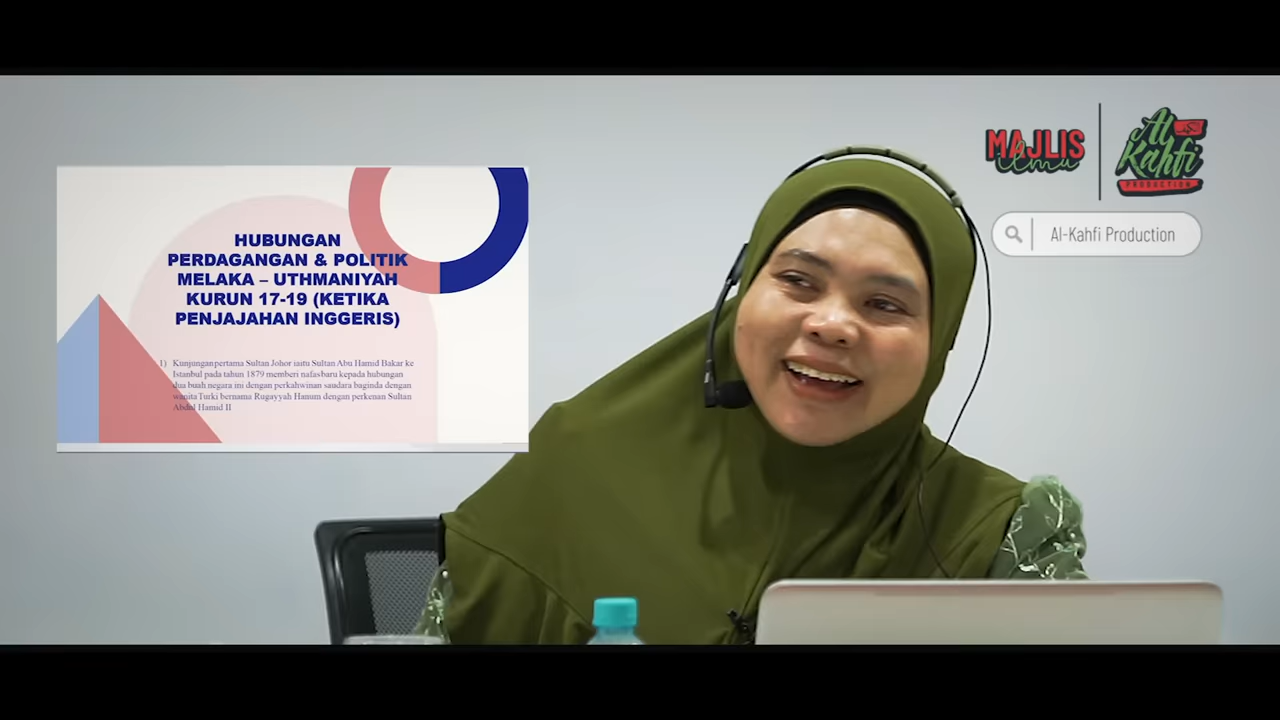 HUBUNGAN
PERDAGANGAN & POLITIK
MELAKA – UTHMANIYAH
KURUN 17-19 (KETIKA
PENJAJAHAN INGGERIS)
1) Kunjungan pertama Sultan Johor iaitu Sultan Abu Hamid Bakar ke
Istanbul pada tahun 1879 memberi nafas baru kepada hubungan
dua buah negara ini dengan perkahwinan saudara baginda dengan
wanita Turki bernama Rugayyah Hanum dengan perkenan Sultan
Abdul Hamid II
MAJLIS
ilmu
Al
Kahfi
PRODUCTION
Al-Kahfi Production